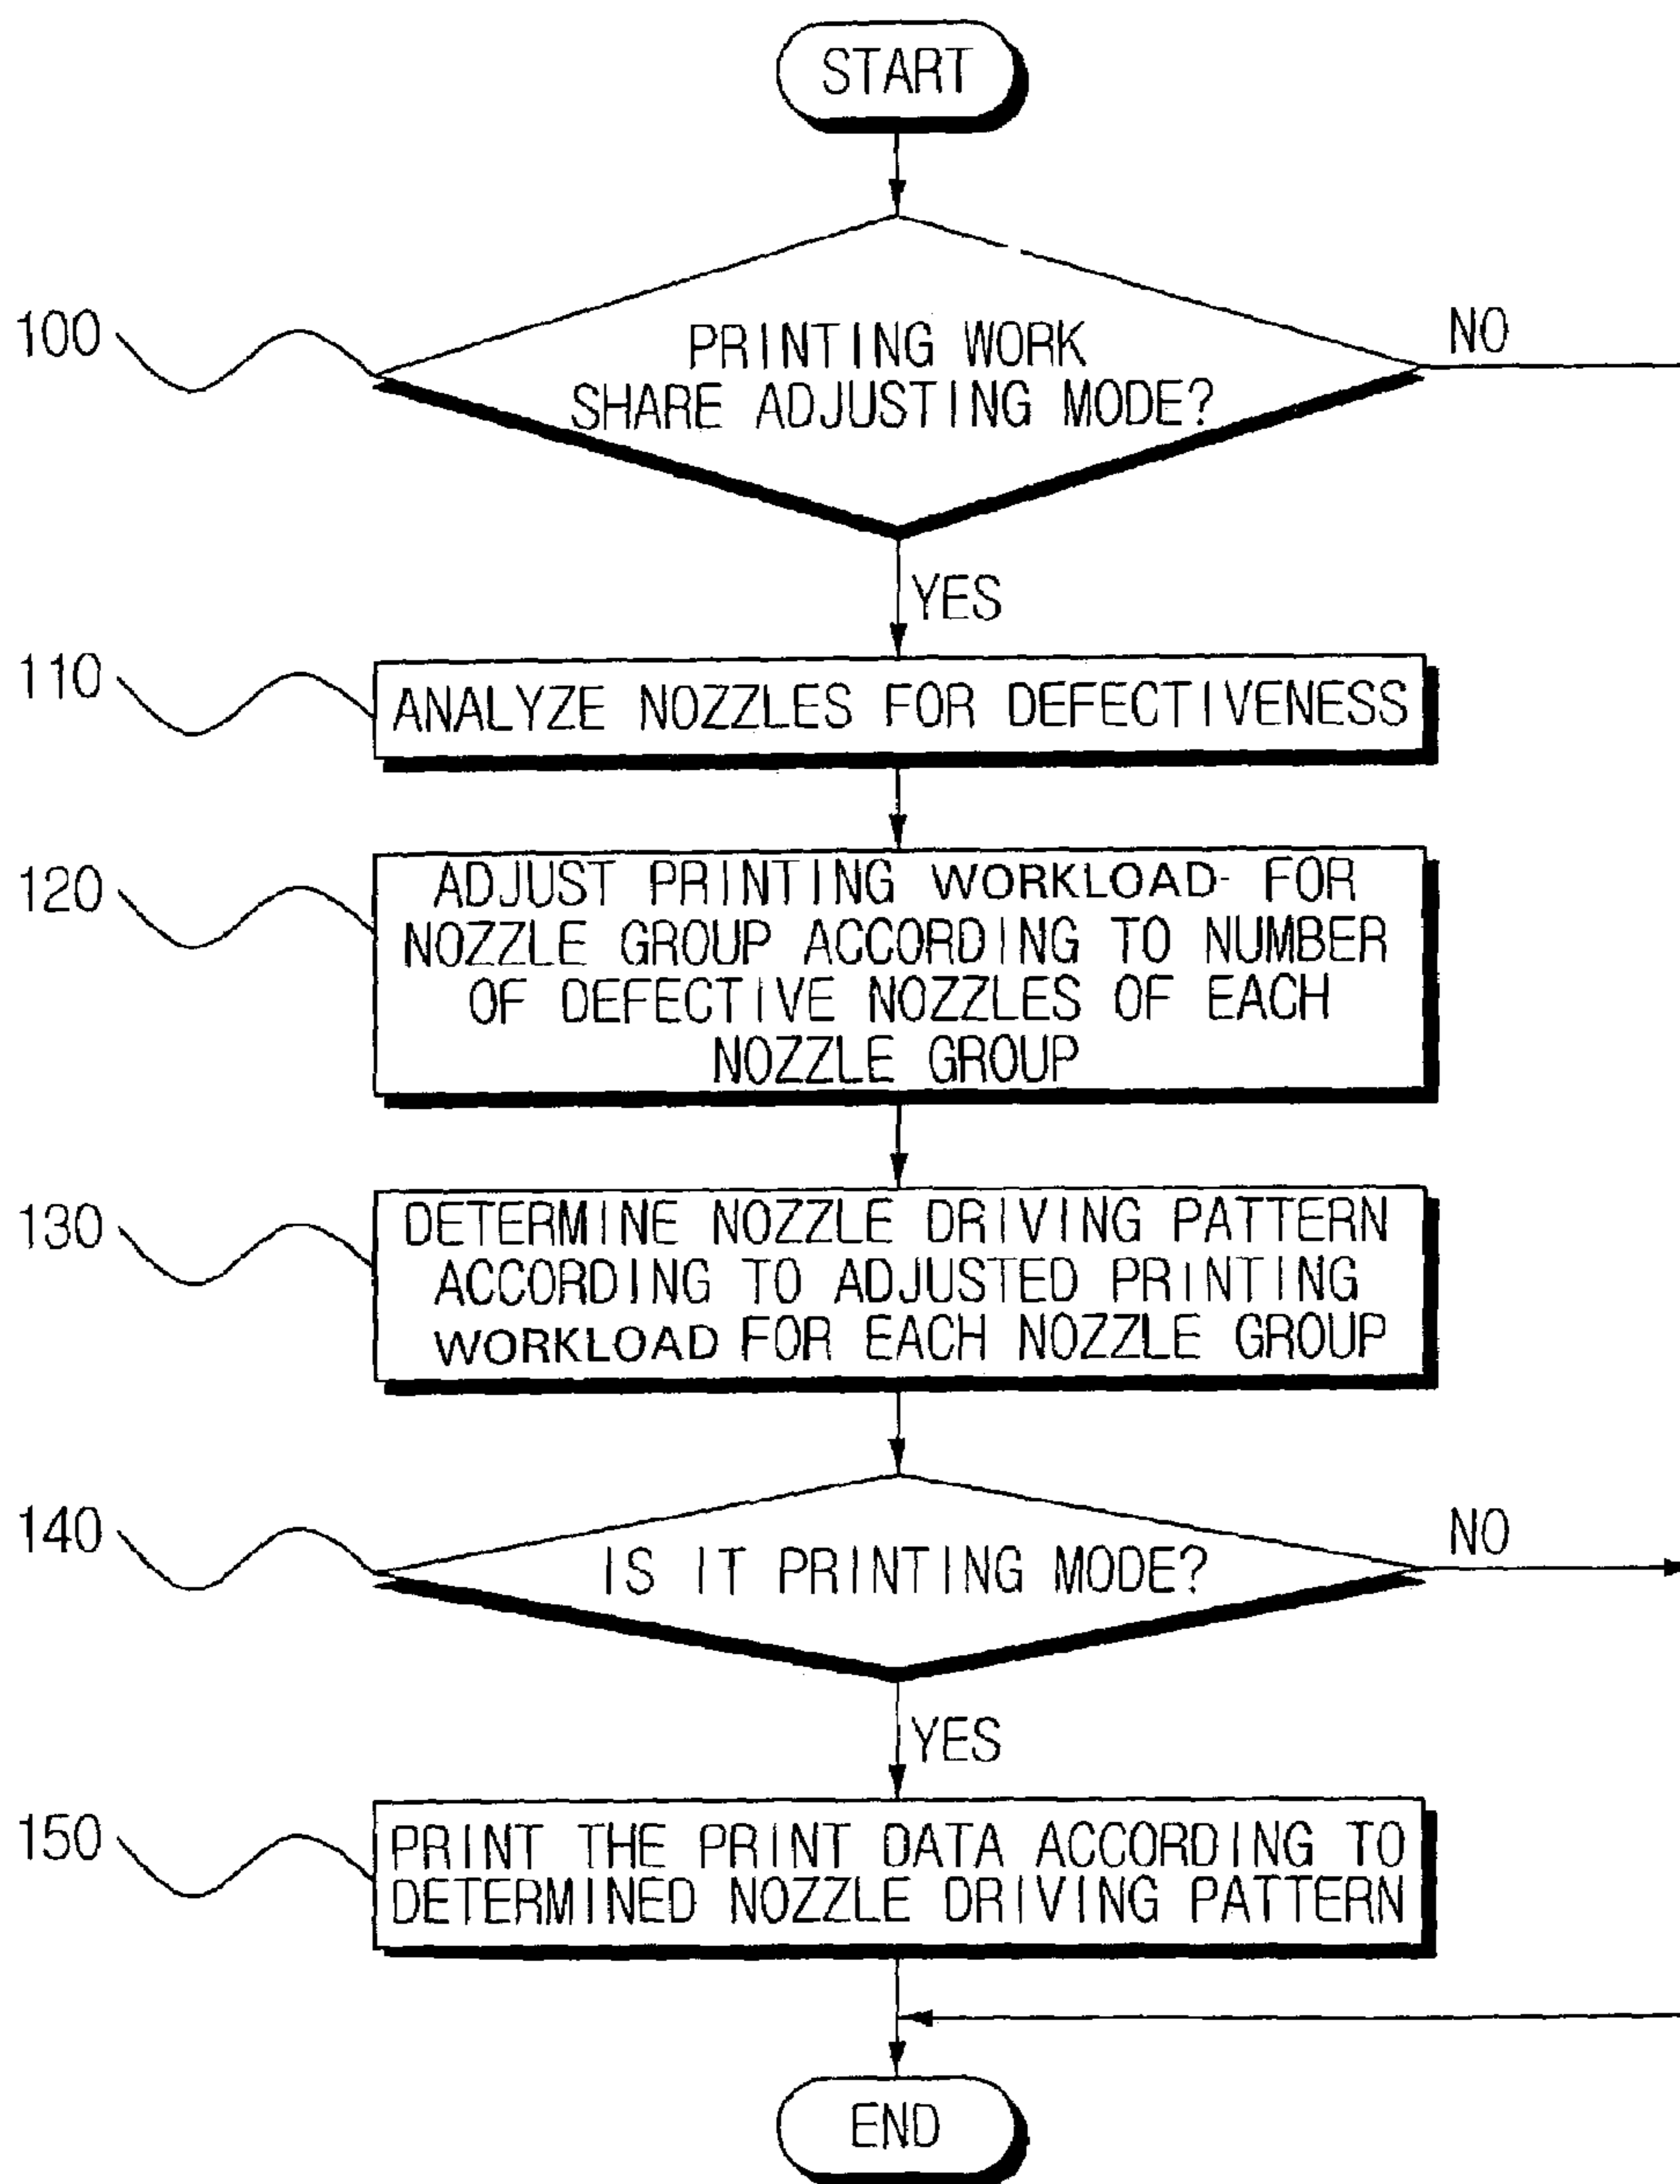 START
100
PRINTING WORK
SHARE ADJUSTING MODE?
NO
YES
110
ANALYZE NOZZLES FOR DEFECTIVENESS
120
ADJUST PRINTING WORKLOAD- FOR
NOZZLE GROUP ACCORDING TO NUMBER
OF DEFECTIVE NOZZLES OF EACH
NOZZLE GROUP
130
DETERMINE NOZZLE DRIVING PATTERN
ACCORDING TO ADJUSTED PRINTING
WORKLOAD FOR EACH NOZZLE GROUP
140
IS IT PRINTING MODE?
NO
YES
150
PRINT THE PRINT DATA ACCORDING TO
DETERMINED NOZZLE DRIVING PATTERN
END